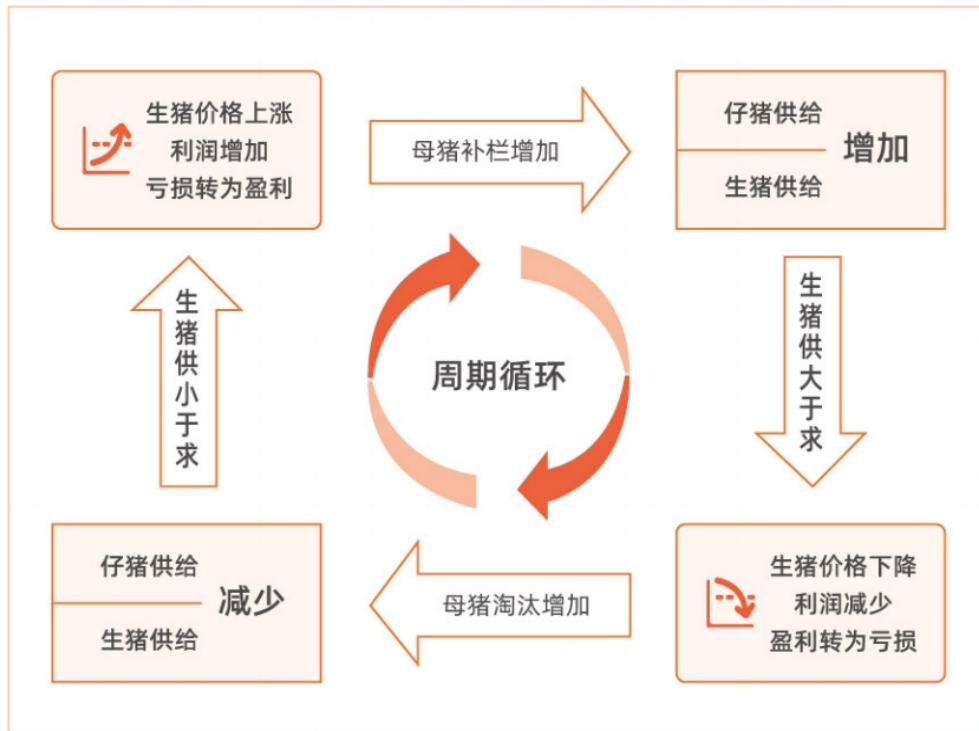 生猪价格上涨
利润增加
亏损转为盈利
母猪补栏增加
仔猪供给
生猪供给
增加
生猪供大于求
生猪价格下降
利润减少
盈利转为亏损
母猪淘汰增加
仔猪供给
生猪供给
减少
生猪供小于求
周期循环